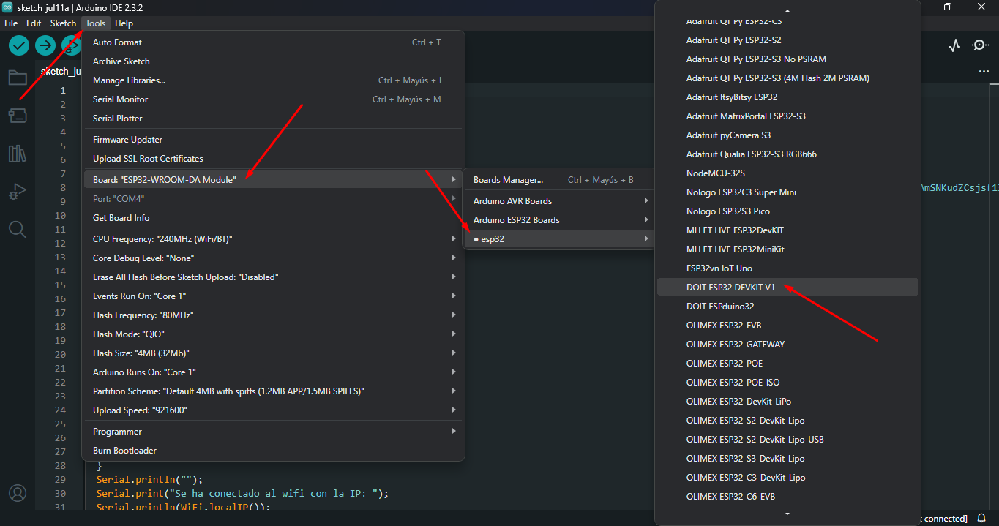 sketch_jul11a | Arduino IDE 2.3.2
File Edit Sketch Tools Help
sketch_ju
Auto Format Ctrl + T
Archive Sketch
Manage Libraries... Ctrl + Mayús + I
Serial Monitor Ctrl + Mayús + M
Serial Plotter
Firmware Updater
Upload SSL Root Certificates
Board: "ESP32-WROOM-DA Module"
Port: "COM4"
Get Board Info
CPU Frequency: "240MHz (WiFi/BT)"
Core Debug Level: "None"
Erase All Flash Before Sketch Upload: "Disabled"
Events Run On: "Core 1"
Flash Frequency: "80MHz"
Flash Mode: "QIO"
Flash Size: "4MB (32Mb)"
Arduino Runs On: "Core 1"
Partition Scheme: "Default 4MB with spiffs (1.2MB APP/1.5MB SPIFFS)"
Upload Speed: "921600"
Programmer
Burn Bootloader
Boards Manager... Ctrl + Mayús + B
Arduino AVR Boards
Arduino ESP32 Boards
esp32
Adafruit QT Py ESP32-C3
Adafruit QT Py ESP32-S2
Adafruit QT Py ESP32-S3 No PSRAM
Adafruit QT Py ESP32-S3 (4M Flash 2M PSRAM)
Adafruit ItsyBitsy ESP32
Adafruit MatrixPortal ESP32-S3
Adafruit pyCamera S3
Adafruit Qualia ESP32-S3 RGB666
NodeMCU-32S
Nologo ESP32C3 Super Mini
Nologo ESP32S3 Pico
MH ET LIVE ESP32DevKIT
MH ET LIVE ESP32MiniKit
ESP32vn IoT Uno
DOIT ESP32 DEVKIT V1
DOIT ESPduino32
OLIMEX ESP32-EVB
OLIMEX ESP32-GATEWAY
OLIMEX ESP32-POE
OLIMEX ESP32-POE-ISO
OLIMEX ESP32-DevKit-LiPo
OLIMEX ESP32-S2-DevKit-Lipo
OLIMEX ESP32-S2-DevKit-Lipo-USB
OLIMEX ESP32-S3-DevKit-Lipo
OLIMEX ESP32-C3-DevKit-Lipo
OLIMEX ESP32-C6-EVB
1
2
3
4
5
6
7
8
9
10
11
12
13
14
15
16
17
18
19
20
21
22
23
24
25
26
27
28 }
29 Serial.println("");
30 Serial.print("Se ha conectado al wifi con la IP: ");
31 Serial.println(WiFi.localIP());
connected]